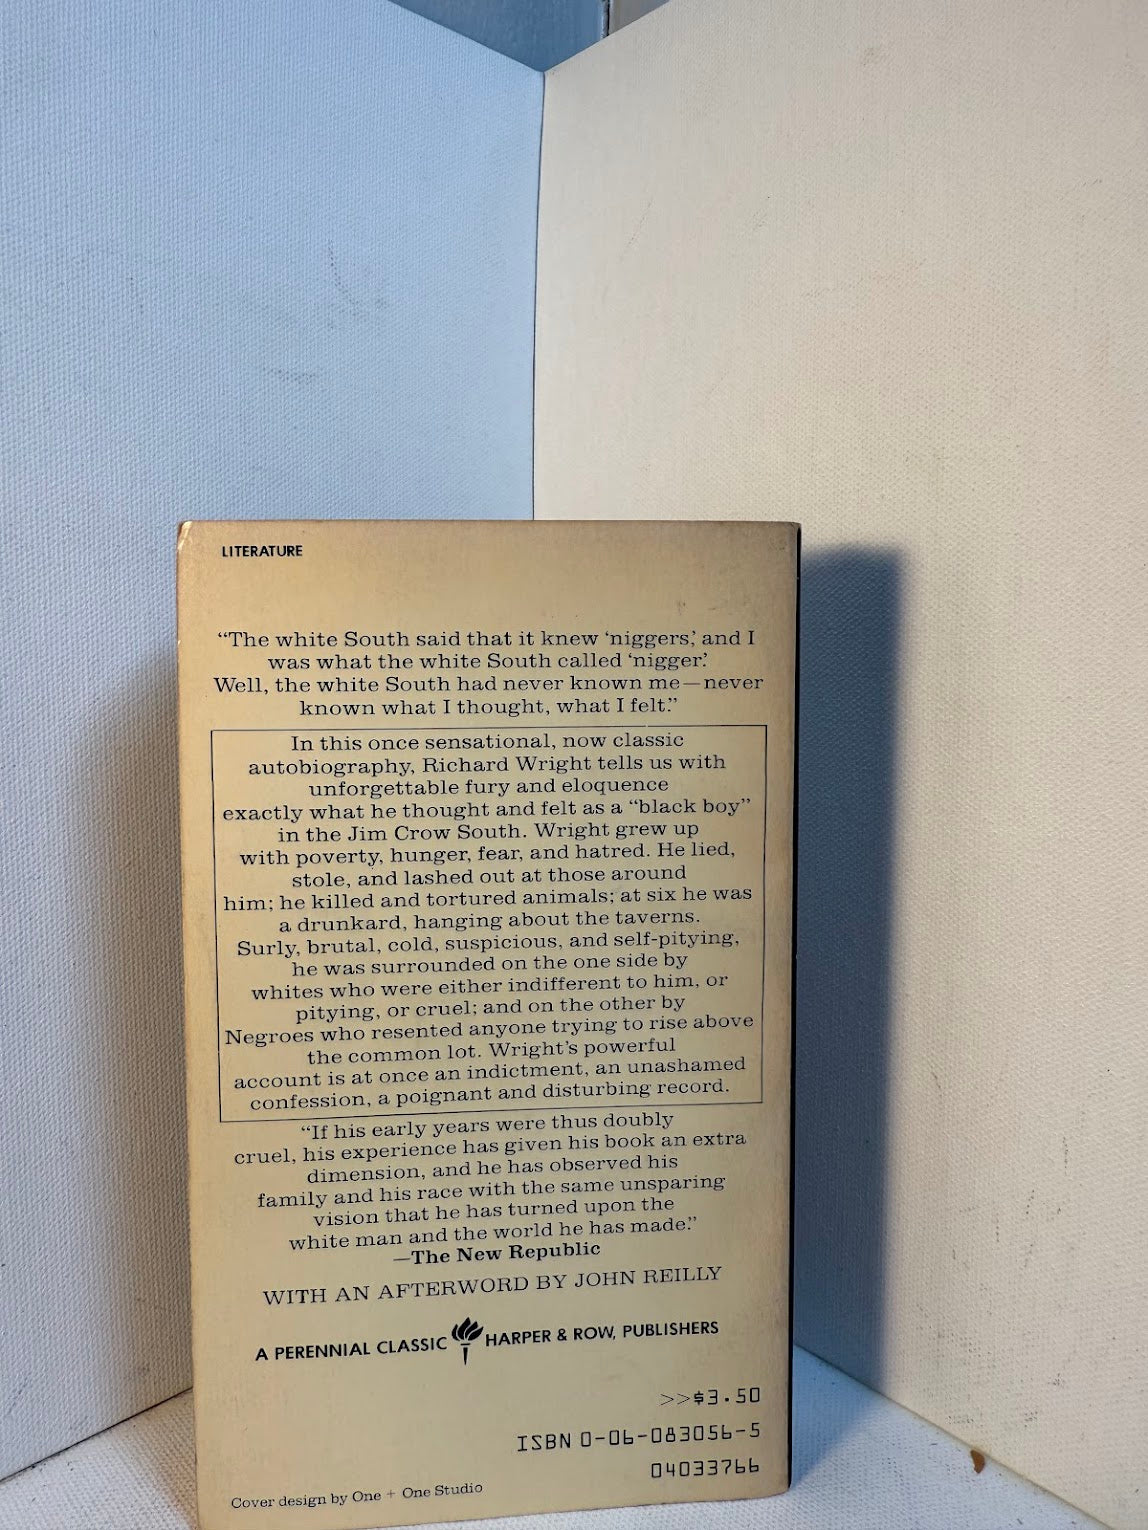 LITERATURE
“The white South said that it knew ‘niggers,’ and I
was what the white South called ‘nigger.’
Well, the white South had never known me—never
known what I thought, what I felt.”
In this once sensational, now classic
autobiography, Richard Wright tells us with
unforgettable fury and eloquence
exactly what he thought and felt as a “black boy”
in the Jim Crow South. Wright grew up
with poverty, hunger, fear, and hatred. He lied,
stole, and lashed out at those around
him; he killed and tortured animals; at six he was
a drunkard, hanging about the taverns.
Surly, brutal, cold, suspicious, and self-pitying,
he was surrounded on the one side by
whites who were either indifferent to him, or
pitying, or cruel; and on the other by
Negroes who resented anyone trying to rise above
the common lot. Wright’s powerful
account is at once an indictment, an unashamed
confession, a poignant and disturbing record.
“If his early years were thus doubly
cruel, his experience has given his book an extra
dimension, and he has observed his
family and his race with the same unsparing
vision that he has turned upon the
white man and the world he has made.”
—The New Republic
WITH AN AFTERWORD BY JOHN REILLY
A PERENNIAL CLASSIC HARPER & ROW, PUBLISHERS
>>$3.50
ISBN 0-06-083056-5
04033766
Cover design by One + One Studio